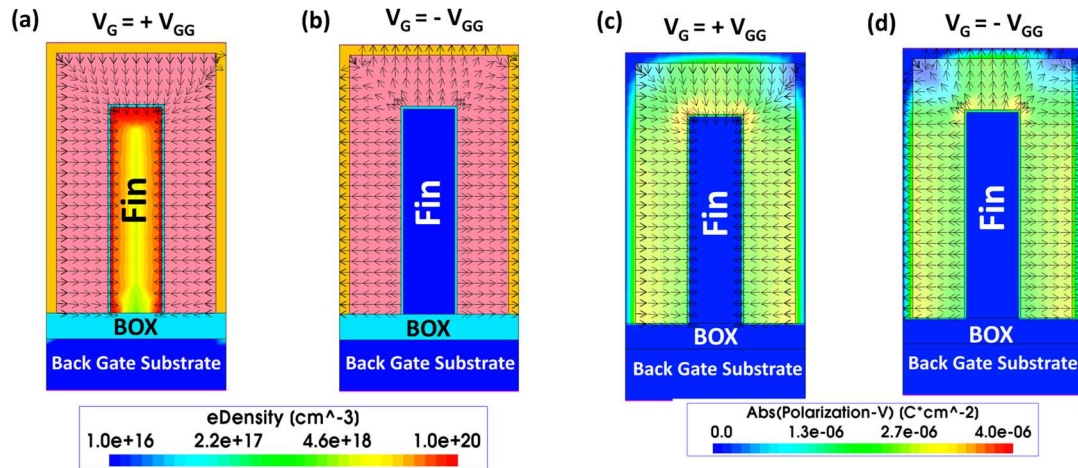 (a)
V_G = + V_GG
Fin
BOX
Back Gate Substrate
(b)
V_G = - V_GG
Fin
BOX
Back Gate Substrate
eDensity (cm^-3)
1.0e+16 2.2e+17 4.6e+18 1.0e+20
(c)
V_G = + V_GG
Fin
BOX
Back Gate Substrate
(d)
V_G = - V_GG
Fin
BOX
Back Gate Substrate
Abs(Polarization-V) (C*cm^-2)
0.0 1.3e-06 2.7e-06 4.0e-06